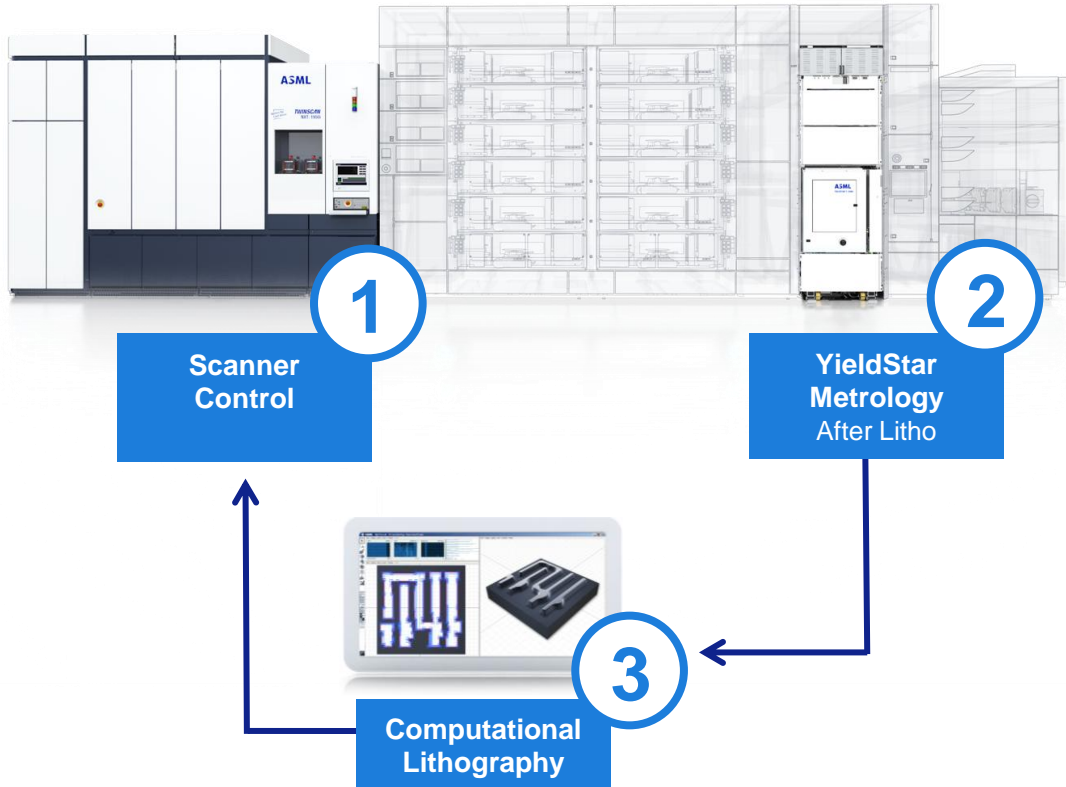 ASML
TWINSCAN
ASML
1
2
Scanner
Control
YieldStar
Metrology
After Litho
3
Computational
Lithography